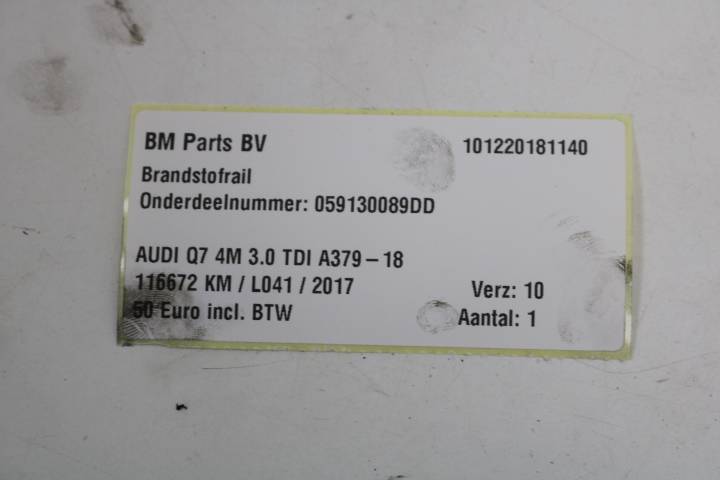 BM Parts BV 101220181140
Brandstofrail
Onderdeelnummer: 059130089DD
AUDI Q7 4M 3.0 TDI A379-18
116672 KM / L041 / 2017 Verz: 10
50 Euro incl. BTW Aantal: 1